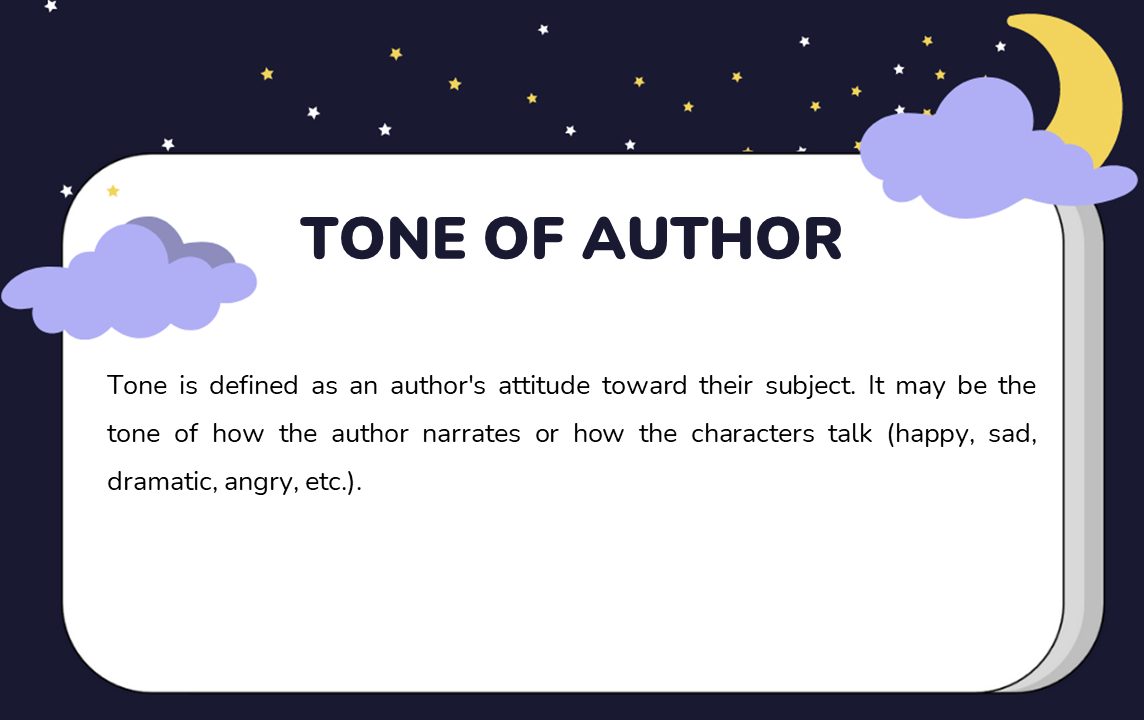 TONE OF AUTHOR
Tone is defined as an author's attitude toward their subject. It may be the
tone of how the author narrates or how the characters talk (happy, sad,
dramatic, angry, etc.).